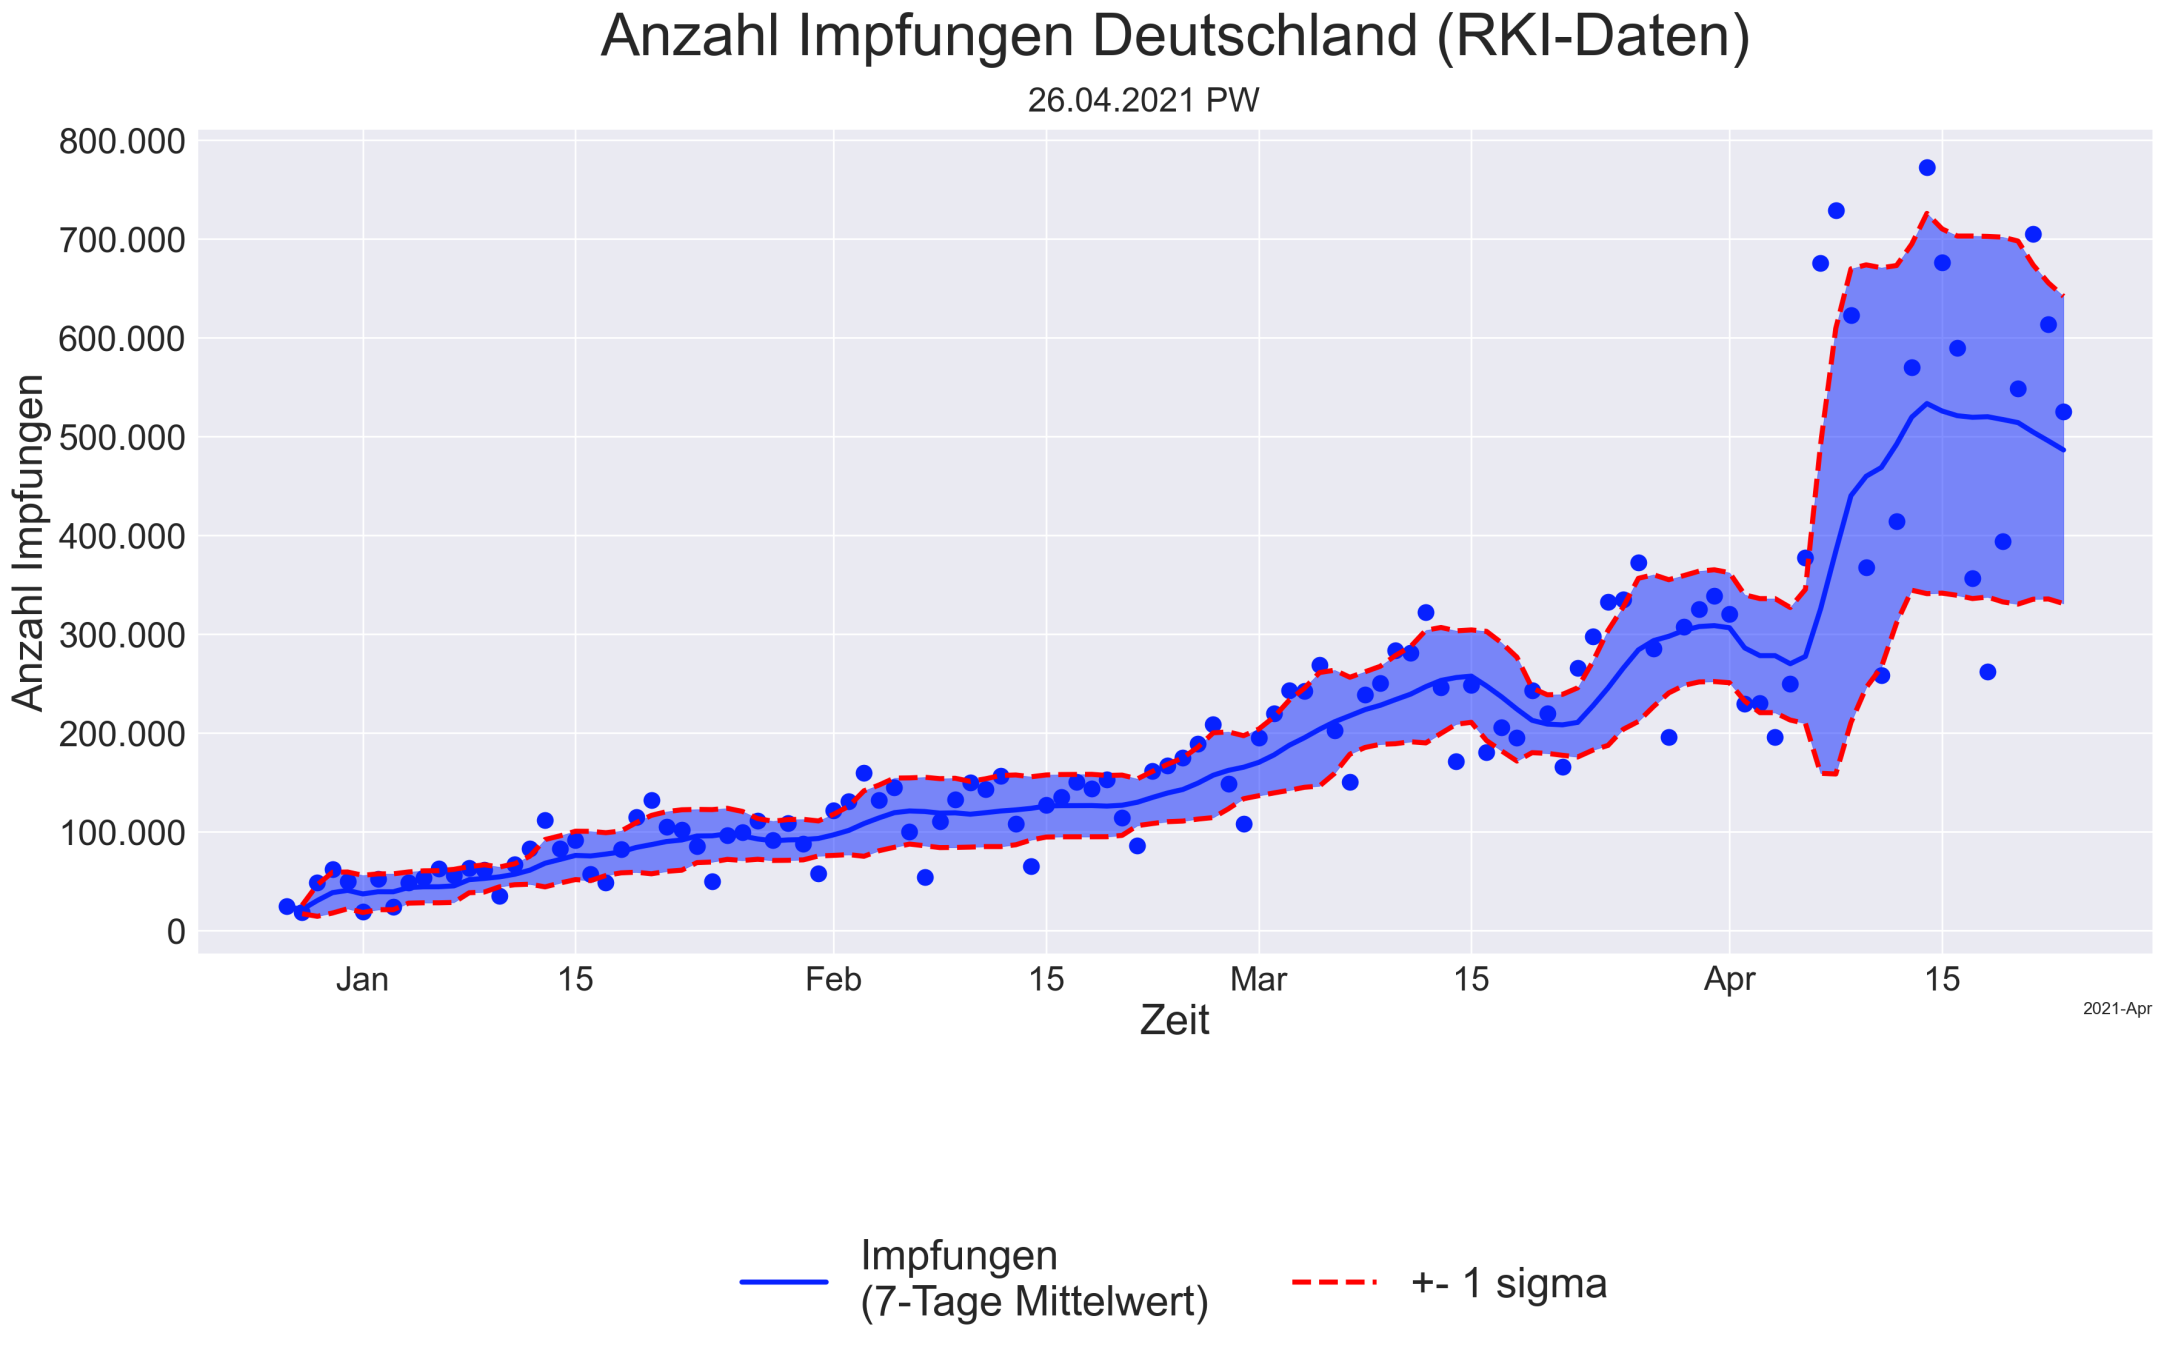 Anzahl Impfungen Deutschland (RKI-Daten)
26.04.2021 PW
Anzahl Impfungen
800.000
700.000
600.000
500.000
400.000
300.000
200.000
100.000
0
Jan 15 Feb 15 Mar 15 Apr 15
2021-Apr
Zeit
Impfungen
(7-Tage Mittelwert)
+- 1 sigma